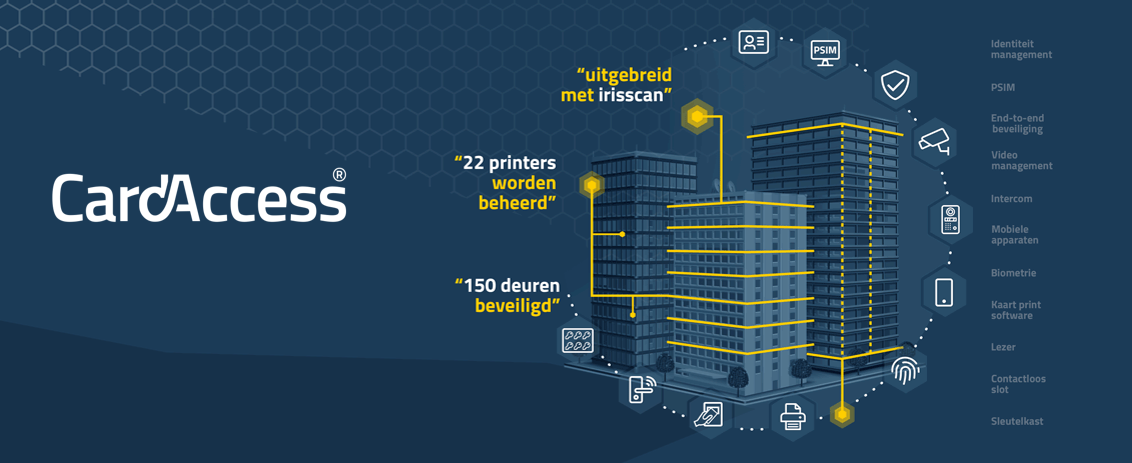 CardAccess®
“uitgebreid
met irisscan”
“22 printers
worden
beheerd”
“150 deuren
beveiligd”
PSIM
Identiteit
management
PSIM
End-to-end
beveiliging
Video
management
Intercom
Mobiele
apparaten
Biometrie
Kaart print
software
Lezer
Contactloos
slot
Sleutelkast